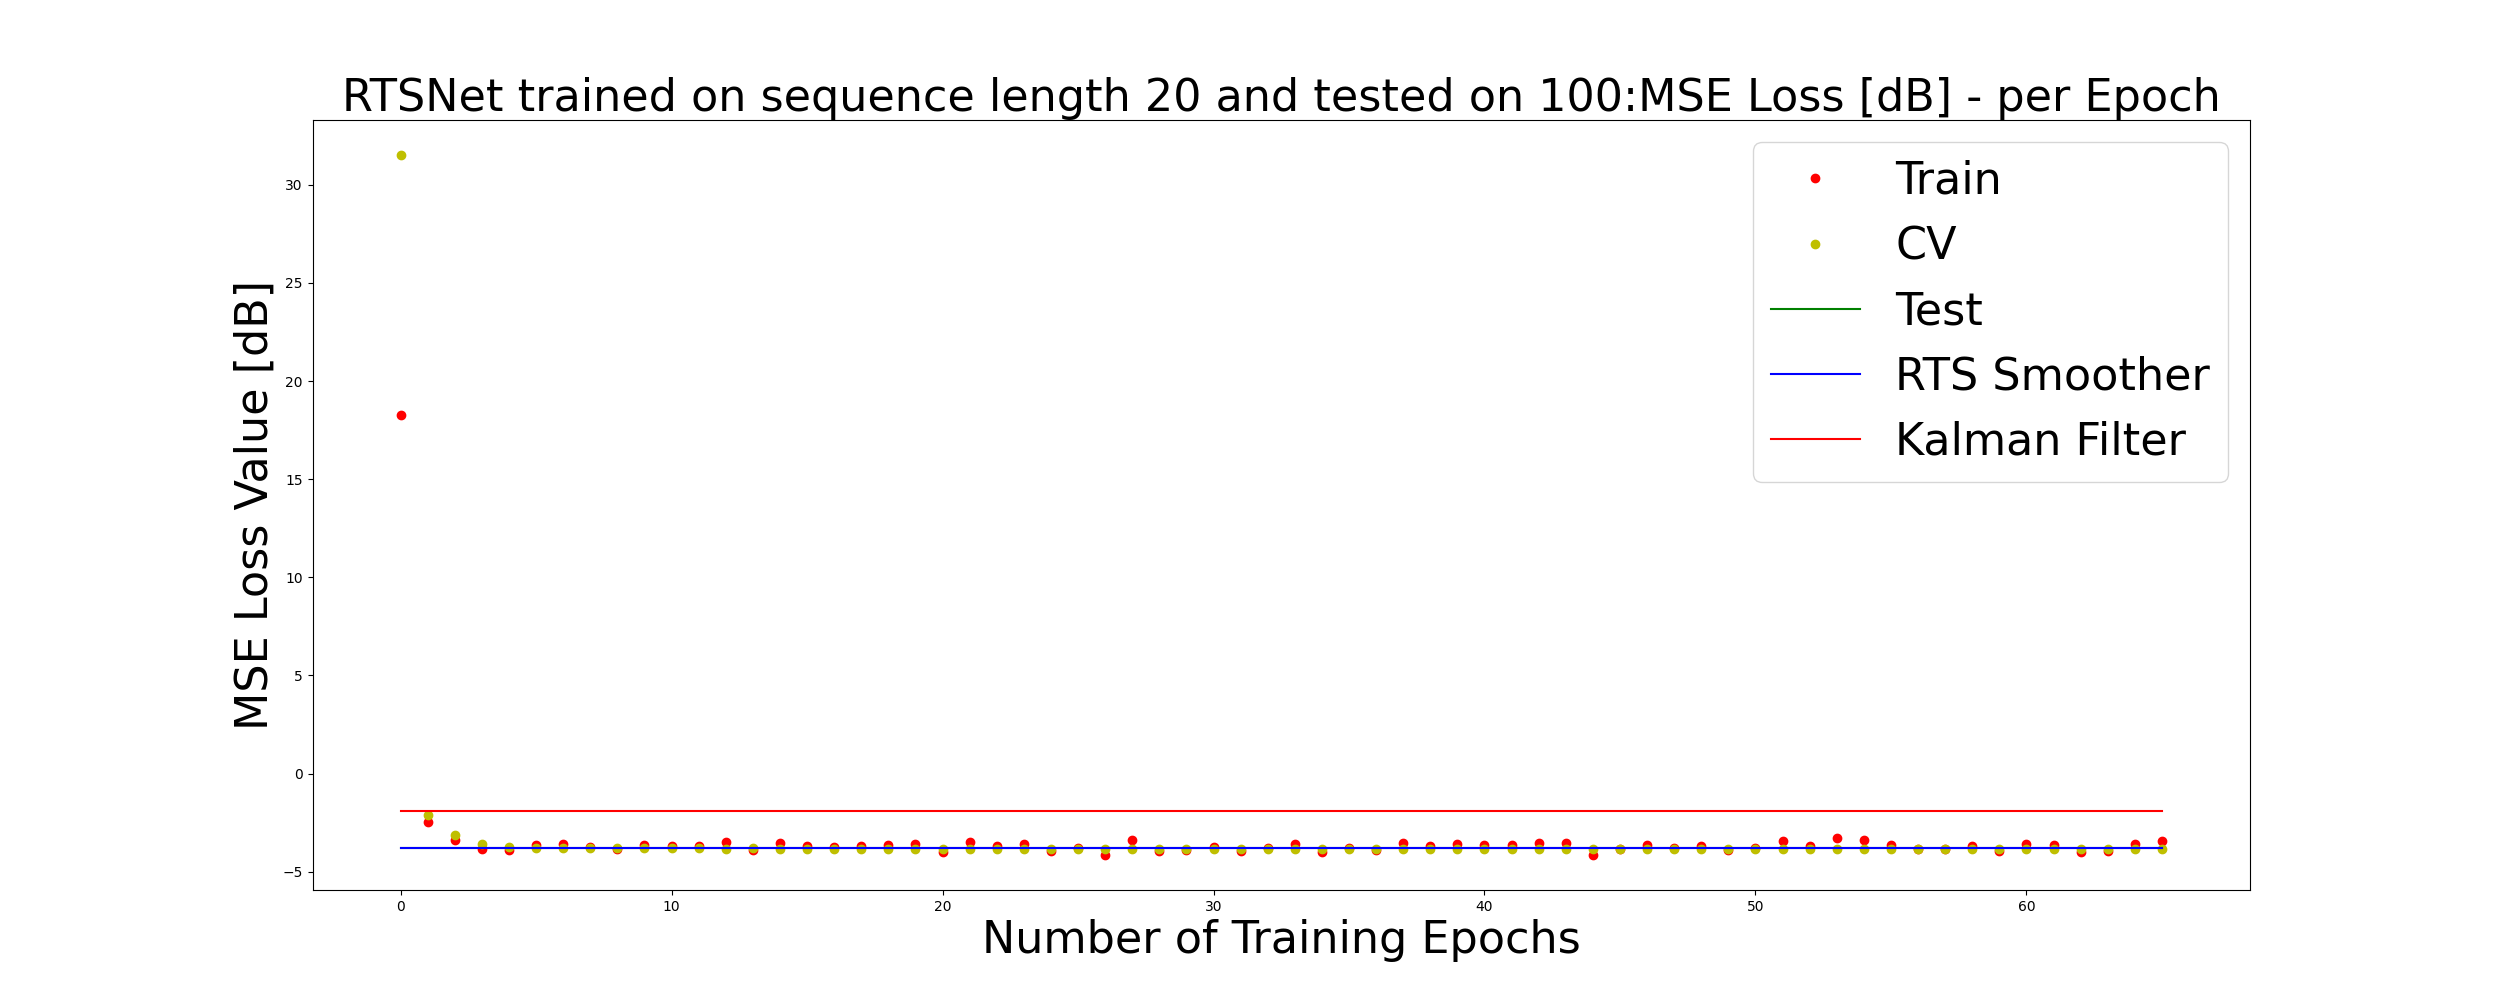 RTSNet trained on sequence length 20 and tested on 100:MSE Loss [dB] - per Epoch
MSE Loss Value [dB]
30
25
20
15
10
5
0
−5
Train
CV
Test
RTS Smoother
Kalman Filter
0
10
20
30
40
50
60
Number of Training Epochs